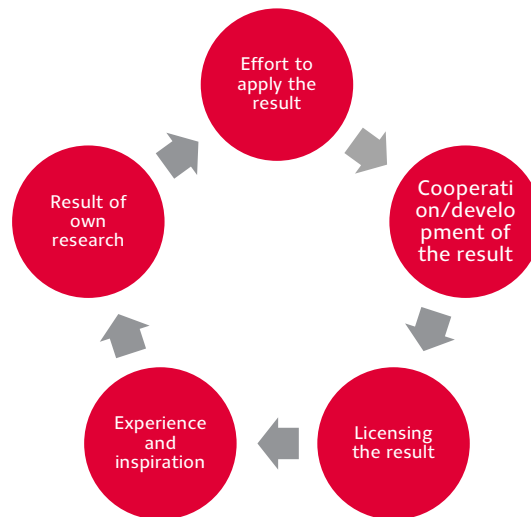 Effort to
apply the
result
Cooperati
on/develo
pment of
the result
Licensing
the result
Experience
and
inspiration
Result of
own
research